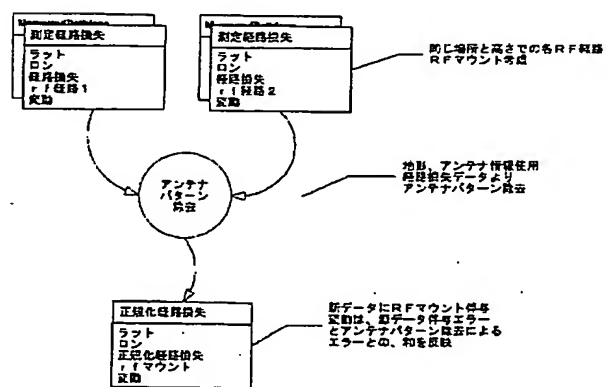 測定経路損失
ラット
ロン
経路損失
rf経路1
変動
測定経路損失
ラット
ロン
経路損失
rf経路2
変動
同じ場所と高さでの各RF経路
RFマウント考慮
アンテナ
パターン
除去
地形、アンテナ情報使用
経路損失データより
アンテナパターン除去
正規化経路損失
ラット
ロン
正規化経路損失
rfマウント
変動
新データにRFマウント付与
変動は、原データ付与エラー
とアンテナパターン除去による
エラーとの、和を反映